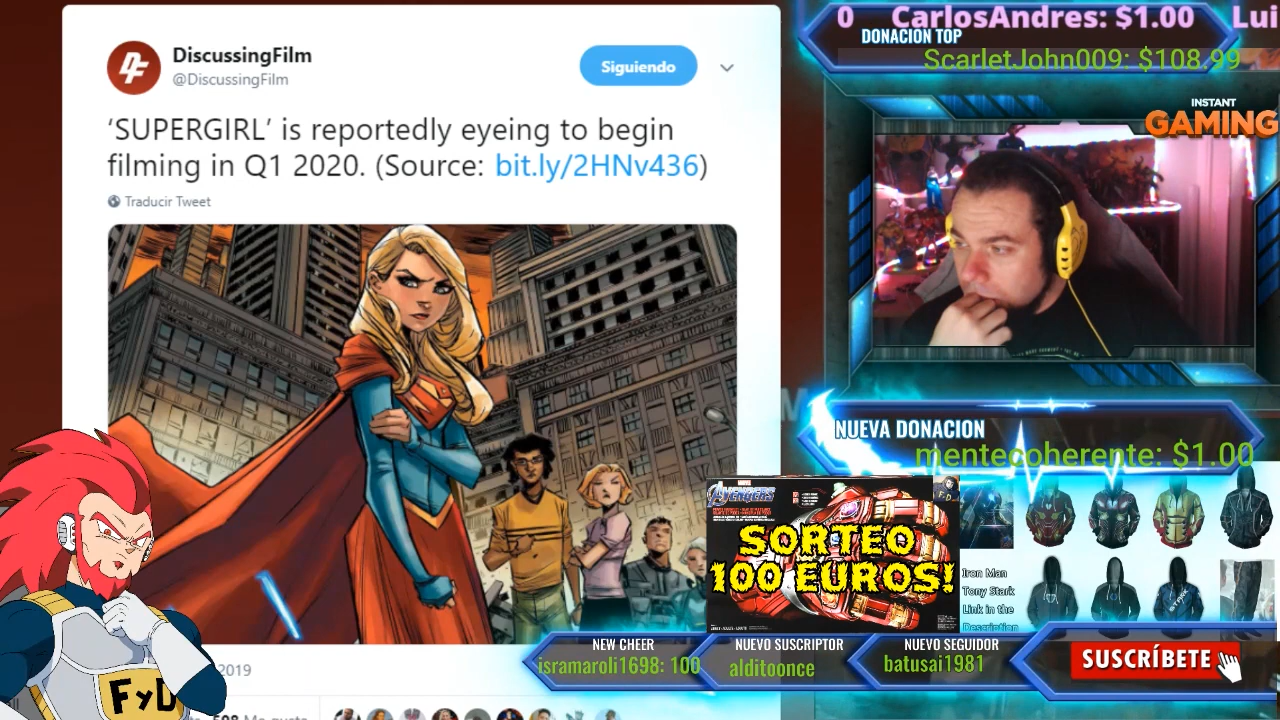 DiscussingFilm
@DiscussingFilm
Siguiendo
‘SUPERGIRL’ is reportedly eyeing to begin
filming in Q1 2020. (Source: bit.ly/2HNv436)
Traducir Tweet
2019
598 Me gusta
FyD
0 CarlosAndres: $1.00 Lui
DONACION TOP
ScarletJohn009: $108.99
INSTANT
GAMING
NUEVA DONACION
mentecoherente: $1.00
MARVEL
AVENGERS
SORTEO
100 EUROS!
Iron Man
Tony Stark
Link in the
Description
NEW CHEER
isramaroli1698: 100
NUEVO SUSCRIPTOR
alditoonce
NUEVO SEGUIDOR
batusai1981
SUSCRÍBETE